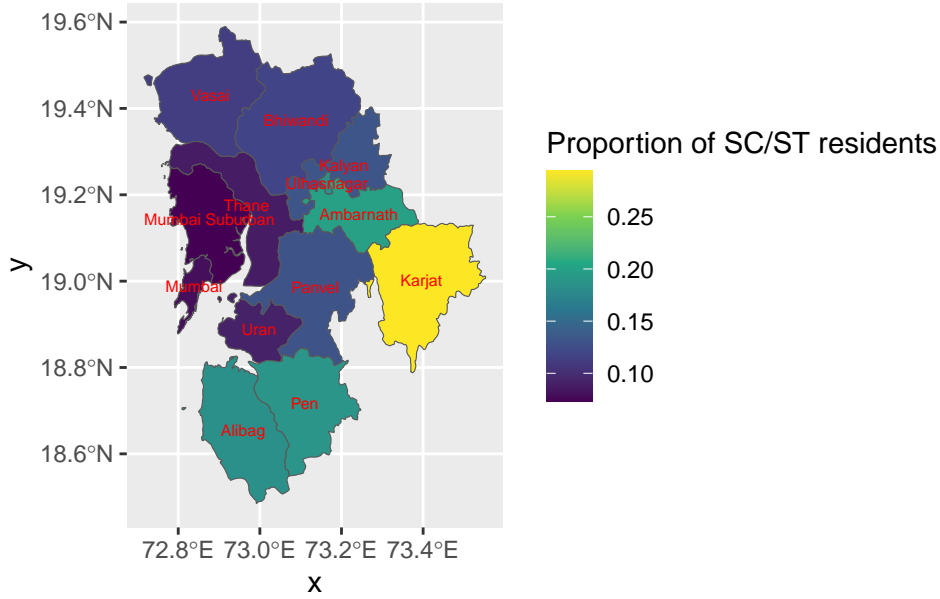 19.6°N
19.4°N
19.2°N
19.0°N
18.8°N
18.6°N
y
72.8°E 73.0°E 73.2°E 73.4°E
x
Vasai
Bhiwandi
Kalyan
Ulhasnagar
Thane
Ambarnath
Mumbai Suburban
Mumbai
Panvel
Karjat
Uran
Pen
Alibag
Proportion of SC/ST residents
0.25
0.20
0.15
0.10